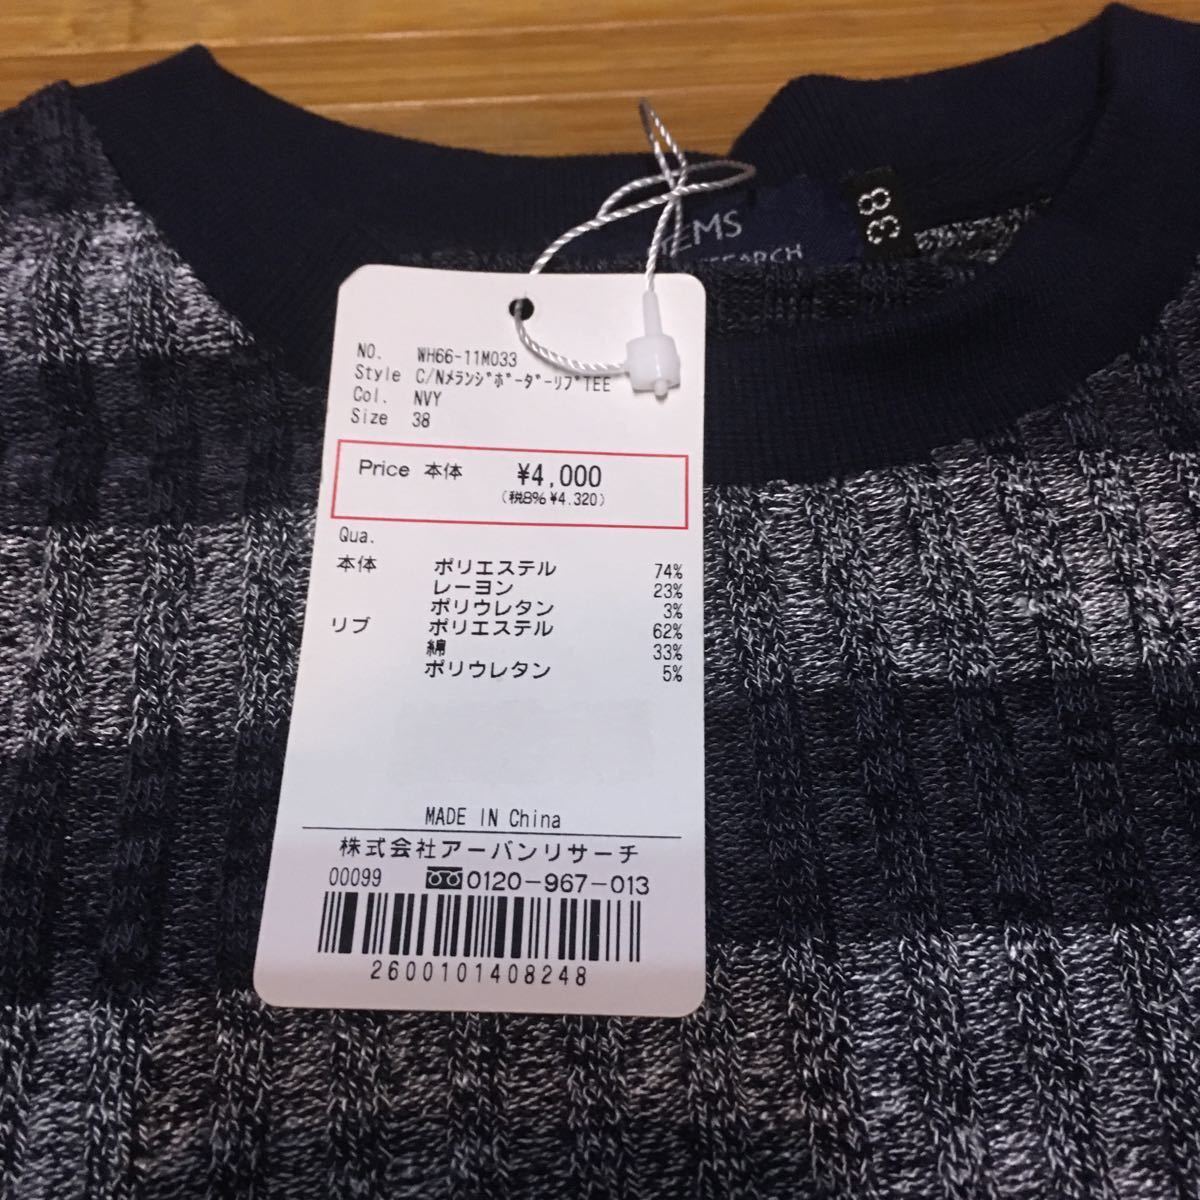 EMS
38
NO. WH66-11M033
Style C/NﾒﾗﾝｼﾞﾎﾞｰﾀﾞｰﾘﾌﾞTEE
Col. NVY
Size 38
Price 本体 ¥4,000
(税8% ¥4.320)
Qua.
本体 ポリエステル 74%
レーヨン 23%
ポリウレタン 3%
リブ ポリエステル 62%
綿 33%
ポリウレタン 5%
MADE IN China
株式会社アーバンリサーチ
00099 0120-967-013
2600101408248